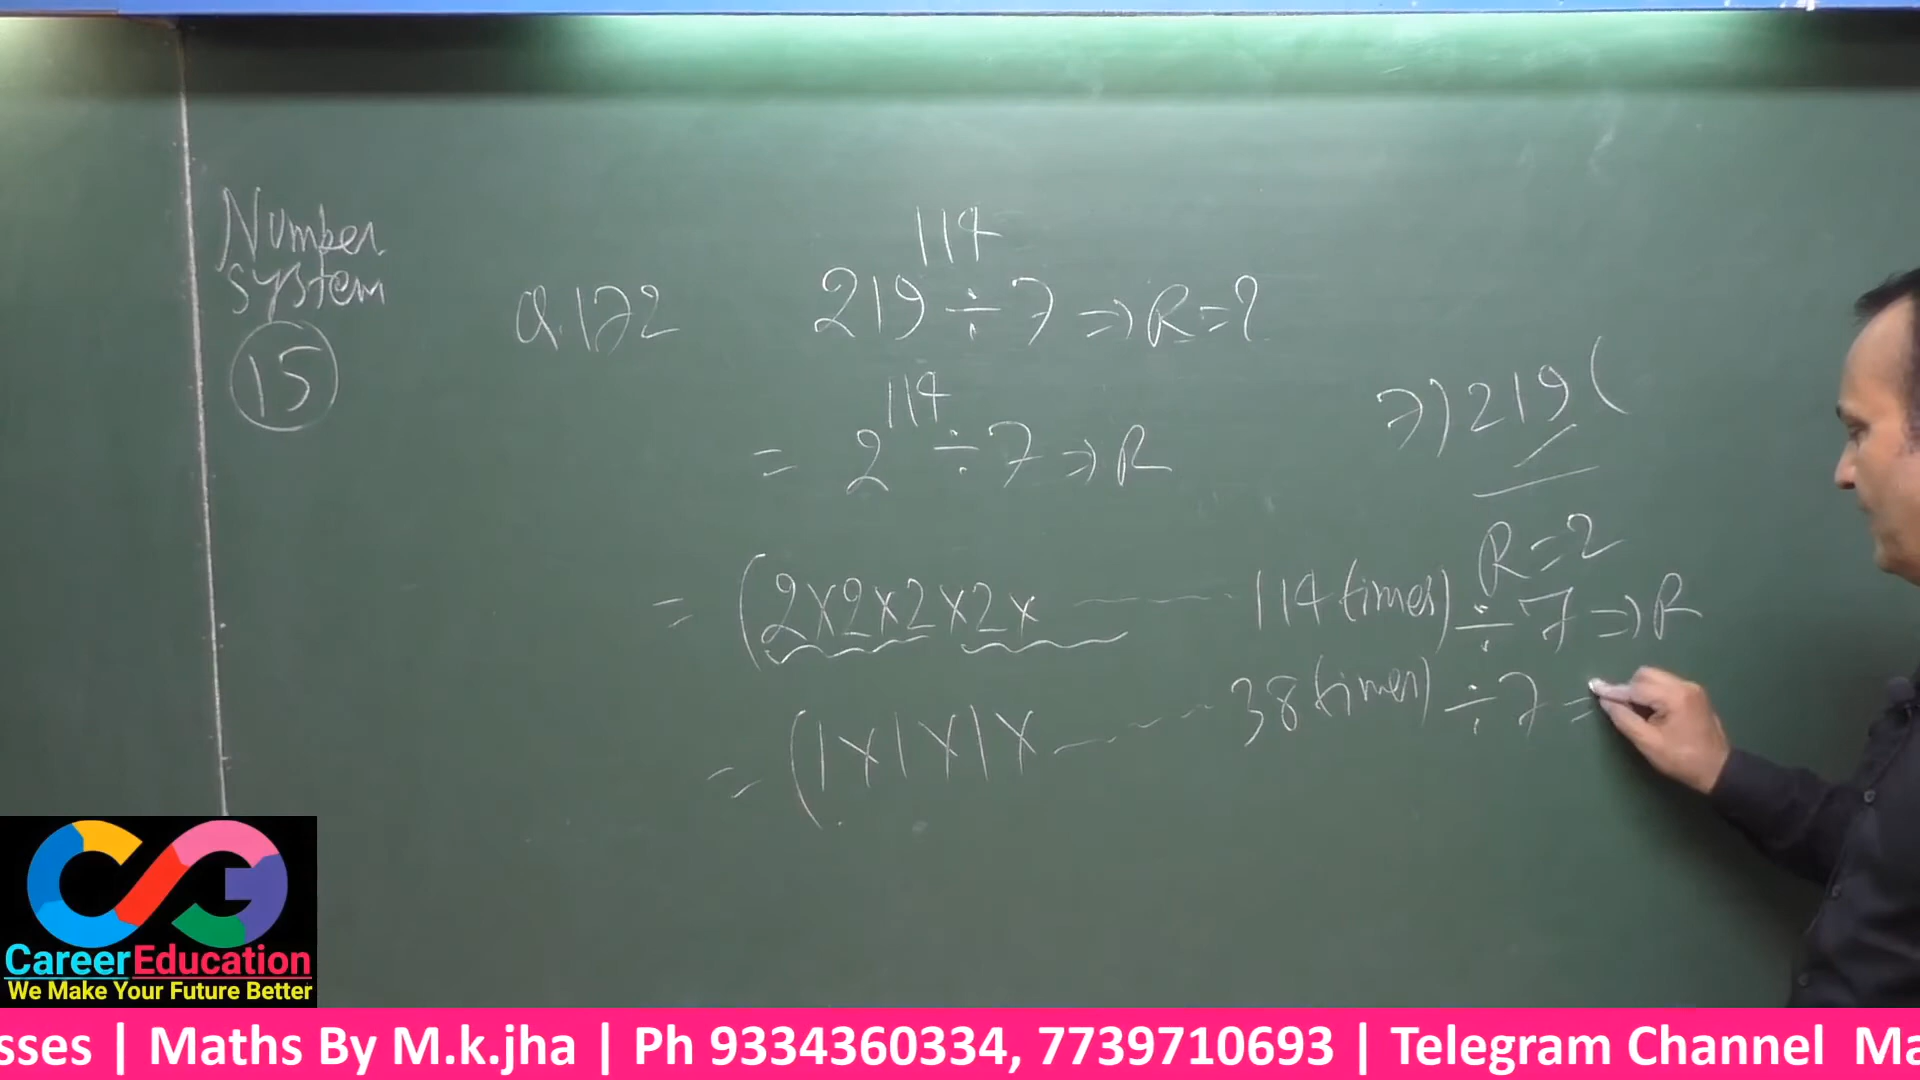 Number
system
15
Q.172
219^114 ÷ 7 ⇒ R = ?
= 2^114 ÷ 7 ⇒ R
7)219(
R = 2
= (2×2×2×2× ------ 114 times) ÷ 7 ⇒ R
= (1×1×1× ------ 38 times) ÷ 7 =
CareerEducation
We Make Your Future Better
sses | Maths By M.k.jha | Ph 9334360334, 7739710693 | Telegram Channel Ma